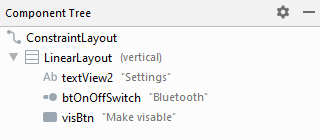 Component Tree
ConstraintLayout
LinearLayout (vertical)
Ab textView2 "Settings"
btOnOffSwitch "Bluetooth"
visBtn "Make visable"